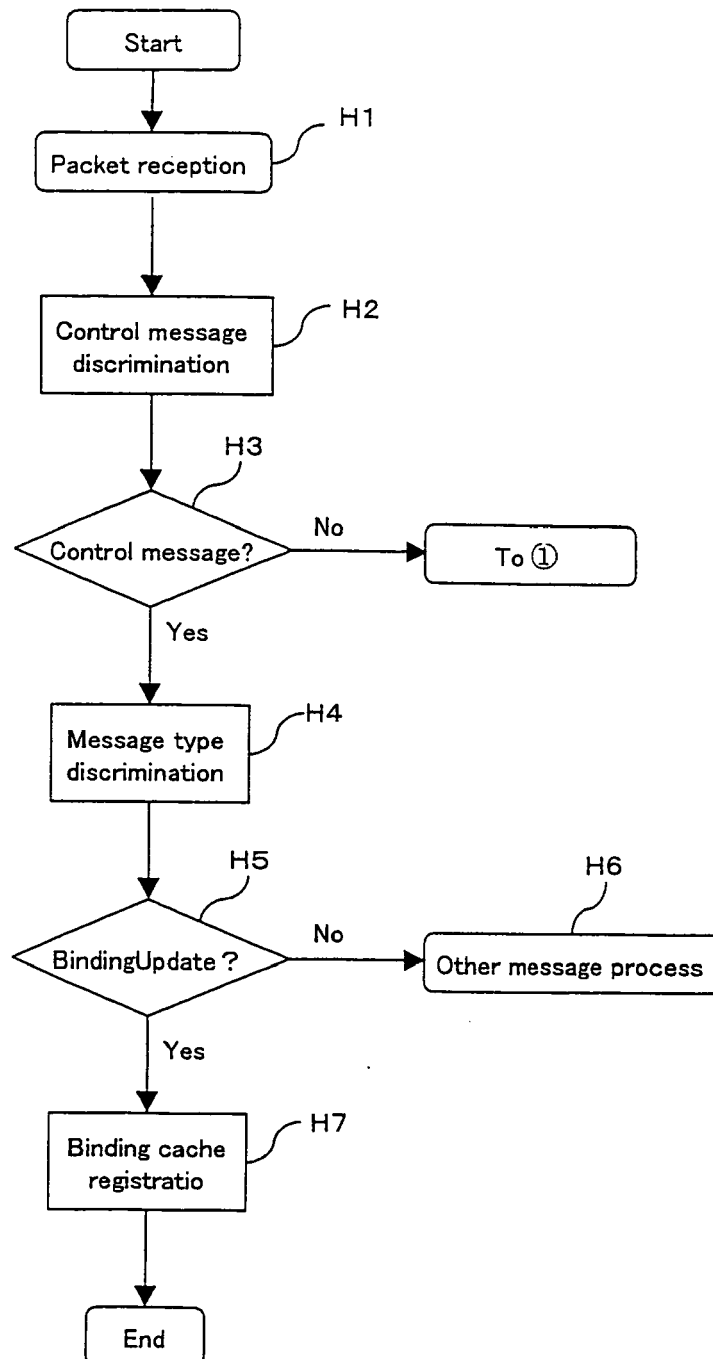 Start
H1
Packet reception
H2
Control message
discrimination
H3
Control message?
No
To ①
Yes
H4
Message type
discrimination
H5
H6
BindingUpdate ?
No
Other message process
Yes
H7
Binding cache
registratio
End